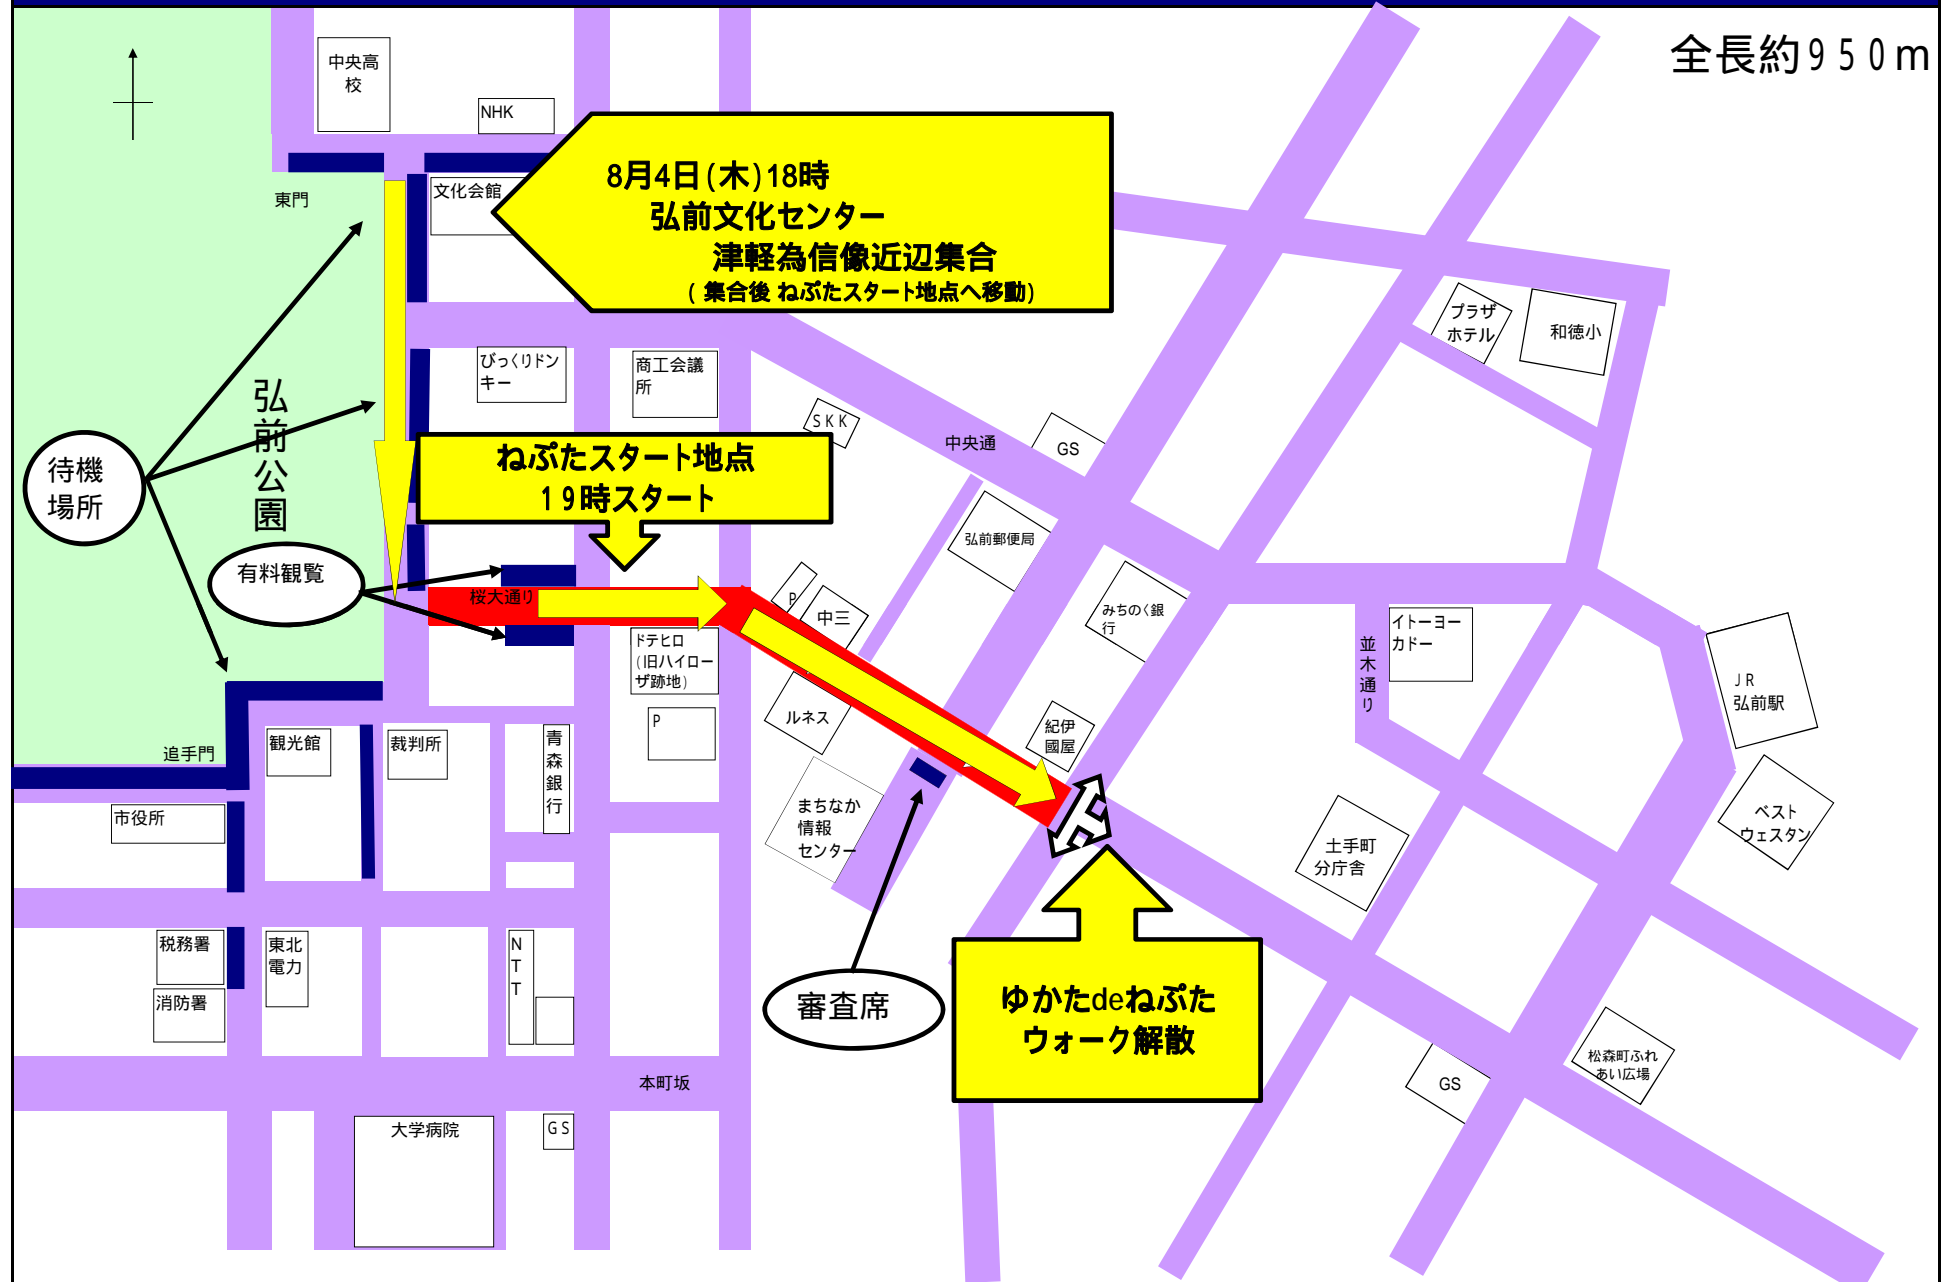 全長約950m
中央高
校
NHK
8月4日(木)18時
弘前文化センター
津軽為信像近辺集合
(集合後 ねぷたスタート地点へ移動)
文化会館
東門
プラザ
ホテル
和徳小
びっくりドン
キー
商工会議
所
SKK
中央通
GS
弘前公園
待機
場所
ねぷたスタート地点
19時スタート
弘前郵便局
有料観覧
桜大通り
P
中三
みちのく銀
行
イトーヨー
カドー
並木通り
ドテヒロ
(旧ハイロー
ザ跡地)
JR
弘前駅
P
ルネス
紀伊
國屋
追手門
観光館
裁判所
青森銀行
まちなか
情報
センター
市役所
ベスト
ウェスタン
土手町
分庁舎
税務署
東北
電力
NTT
消防署
審査席
ゆかたdeねぷた
ウォーク解散
松森町ふれ
あい広場
GS
本町坂
大学病院
GS